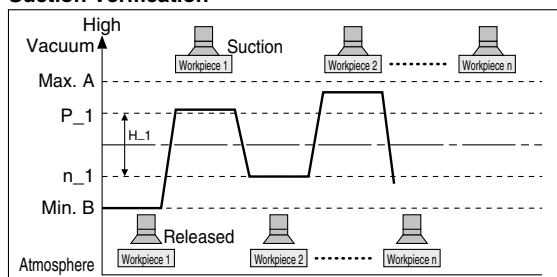 Suction Verification
High
Vacuum
Suction
Workpiece 1
Workpiece 2
Workpiece n
Max. A
P_1
H_1
n_1
Min. B
Released
Workpiece 1
Workpiece 2
Workpiece n
Atmosphere